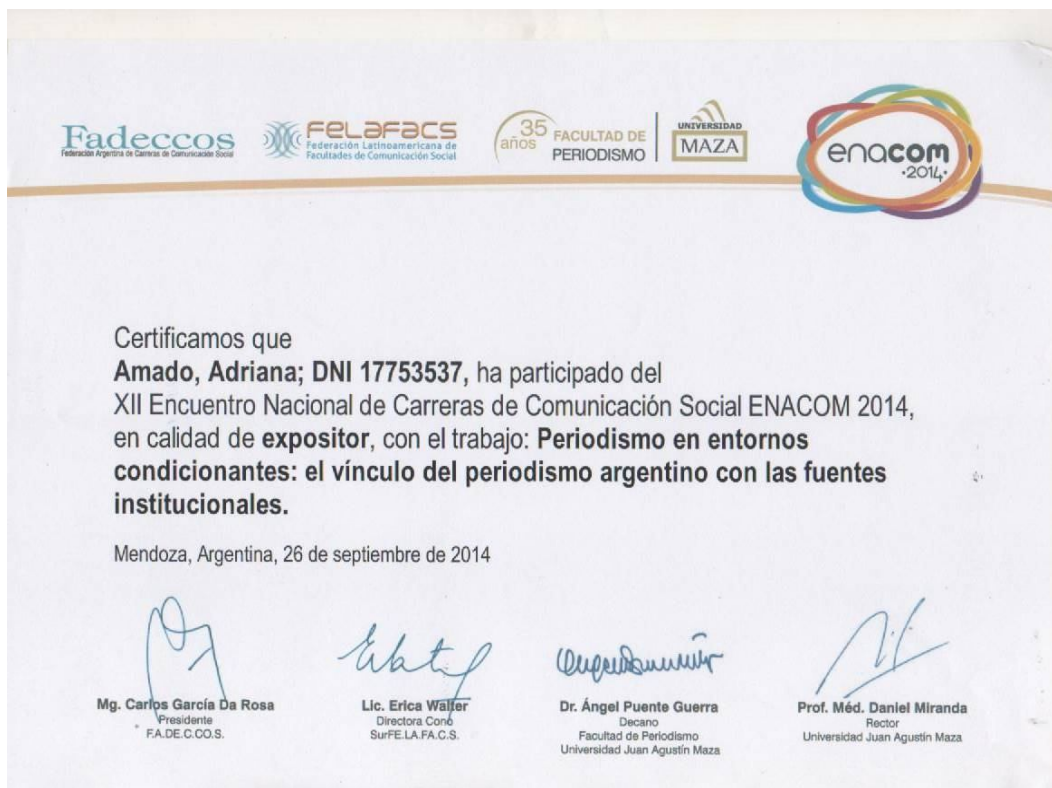 Fadeccos
Federación Argentina de Carreras de Comunicación Social
FELAFACS
Federación Latinoamericana de
Facultades de Comunicación Social
35
años
FACULTAD DE
PERIODISMO
UNIVERSIDAD
MAZA
enacom
·2014·
Certificamos que
Amado, Adriana; DNI 17753537, ha participado del
XII Encuentro Nacional de Carreras de Comunicación Social ENACOM 2014,
en calidad de expositor, con el trabajo: Periodismo en entornos
condicionantes: el vínculo del periodismo argentino con las fuentes
institucionales.
Mendoza, Argentina, 26 de septiembre de 2014
Mg. Carlos García Da Rosa
Presidente
F.A.DE.C.CO.S.
Lic. Erica Walter
Directora Cono
SurFE.LA.FA.C.S.
Dr. Ángel Puente Guerra
Decano
Facultad de Periodismo
Universidad Juan Agustín Maza
Prof. Méd. Daniel Miranda
Rector
Universidad Juan Agustín Maza